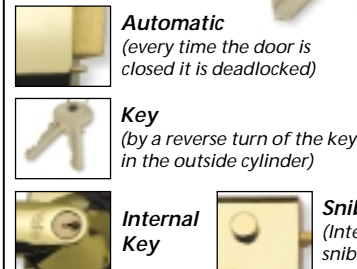 Automatic
(every time the door is
closed it is deadlocked)
Key
(by a reverse turn of the key
in the outside cylinder)
Internal
Key